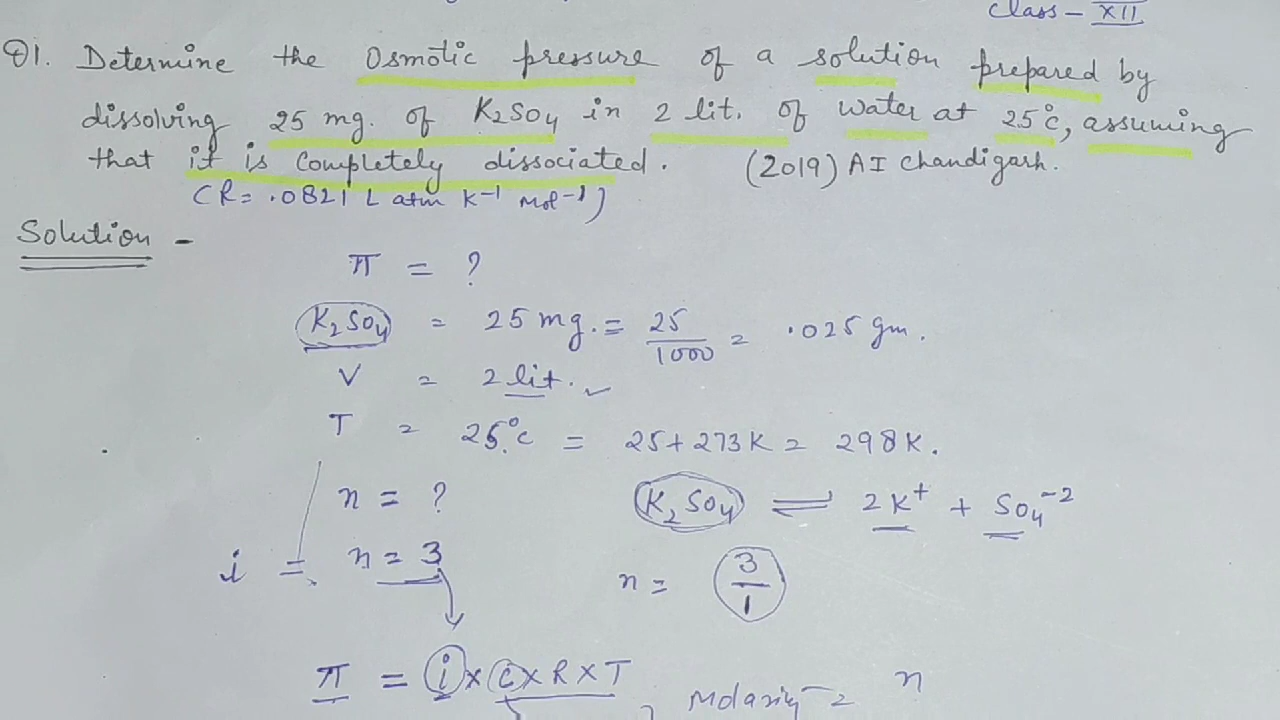 Class - XII
Q1. Determine the Osmotic pressure of a solution prepared by
dissolving 25 mg. of K₂SO₄ in 2 lit. of water at 25°C, assuming
that it is completely dissociated. (2019) AI Chandigarh.
(R = .0821 L atm K⁻¹ mol⁻¹)
Solution -
π = ?
K₂SO₄ = 25 mg. = 25/1000 = .025 gm.
V = 2 lit.
T = 25°C = 25 + 273K = 298K.
n = ?
K₂SO₄ ⇌ 2K⁺ + SO₄⁻²
i = n = 3
n = 3/1
π = i × C × R × T
Molarity = n